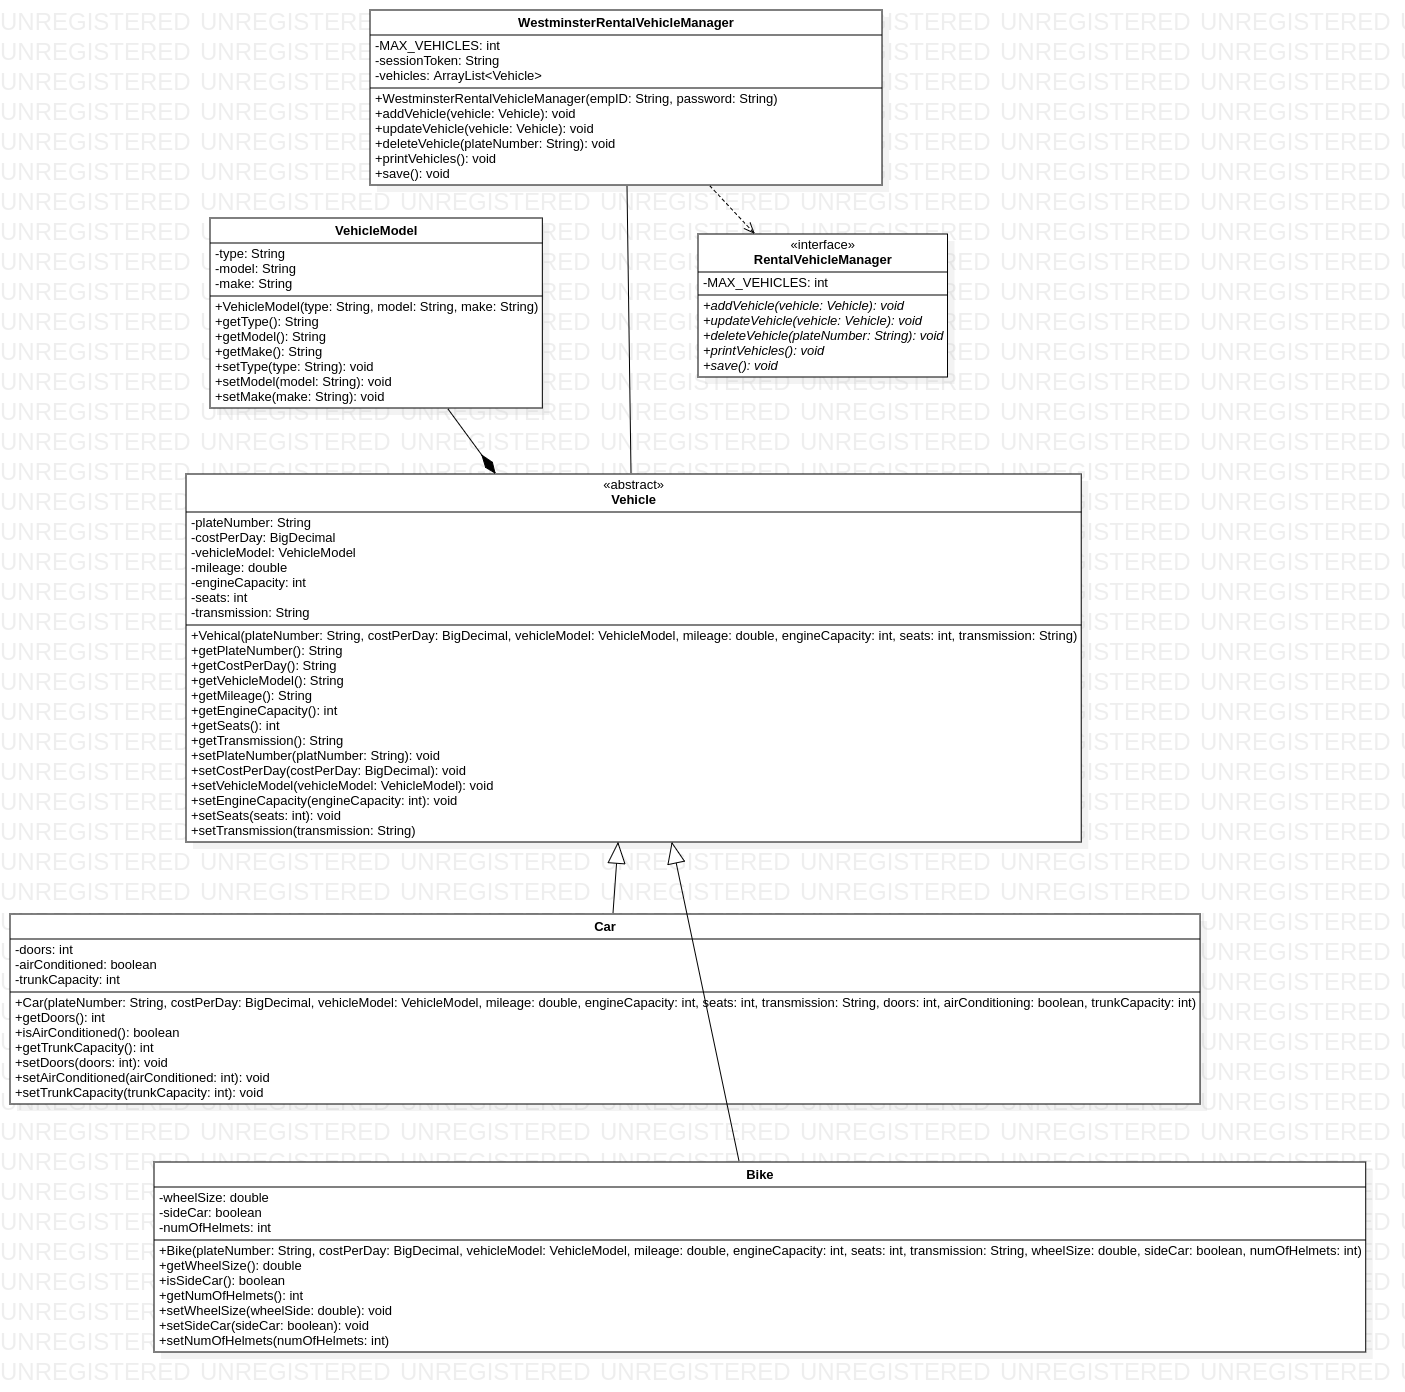 WestminsterRentalVehicleManager
-MAX_VEHICLES: int
-sessionToken: String
-vehicles: ArrayList<Vehicle>
+WestminsterRentalVehicleManager(empID: String, password: String)
+addVehicle(vehicle: Vehicle): void
+updateVehicle(vehicle: Vehicle): void
+deleteVehicle(plateNumber: String): void
+printVehicles(): void
+save(): void
VehicleModel
-type: String
-model: String
-make: String
+VehicleModel(type: String, model: String, make: String)
+getType(): String
+getModel(): String
+getMake(): String
+setType(type: String): void
+setModel(model: String): void
+setMake(make: String): void
«interface»
RentalVehicleManager
-MAX_VEHICLES: int
+addVehicle(vehicle: Vehicle): void
+updateVehicle(vehicle: Vehicle): void
+deleteVehicle(plateNumber: String): void
+printVehicles(): void
+save(): void
«abstract»
Vehicle
-plateNumber: String
-costPerDay: BigDecimal
-vehicleModel: VehicleModel
-mileage: double
-engineCapacity: int
-seats: int
-transmission: String
+Vehical(plateNumber: String, costPerDay: BigDecimal, vehicleModel: VehicleModel, mileage: double, engineCapacity: int, seats: int, transmission: String)
+getPlateNumber(): String
+getCostPerDay(): String
+getVehicleModel(): String
+getMileage(): String
+getEngineCapacity(): int
+getSeats(): int
+getTransmission(): String
+setPlateNumber(platNumber: String): void
+setCostPerDay(costPerDay: BigDecimal): void
+setVehicleModel(vehicleModel: VehicleModel): void
+setEngineCapacity(engineCapacity: int): void
+setSeats(seats: int): void
+setTransmission(transmission: String)
Car
-doors: int
-airConditioned: boolean
-trunkCapacity: int
+Car(plateNumber: String, costPerDay: BigDecimal, vehicleModel: VehicleModel, mileage: double, engineCapacity: int, seats: int, transmission: String, doors: int, airConditioning: boolean, trunkCapacity: int)
+getDoors(): int
+isAirConditioned(): boolean
+getTrunkCapacity(): int
+setDoors(doors: int): void
+setAirConditioned(airConditioned: int): void
+setTrunkCapacity(trunkCapacity: int): void
Bike
-wheelSize: double
-sideCar: boolean
-numOfHelmets: int
+Bike(plateNumber: String, costPerDay: BigDecimal, vehicleModel: VehicleModel, mileage: double, engineCapacity: int, seats: int, transmission: String, wheelSize: double, sideCar: boolean, numOfHelmets: int)
+getWheelSize(): double
+isSideCar(): boolean
+getNumOfHelmets(): int
+setWheelSize(wheelSide: double): void
+setSideCar(sideCar: boolean): void
+setNumOfHelmets(numOfHelmets: int)
UNREGISTERED